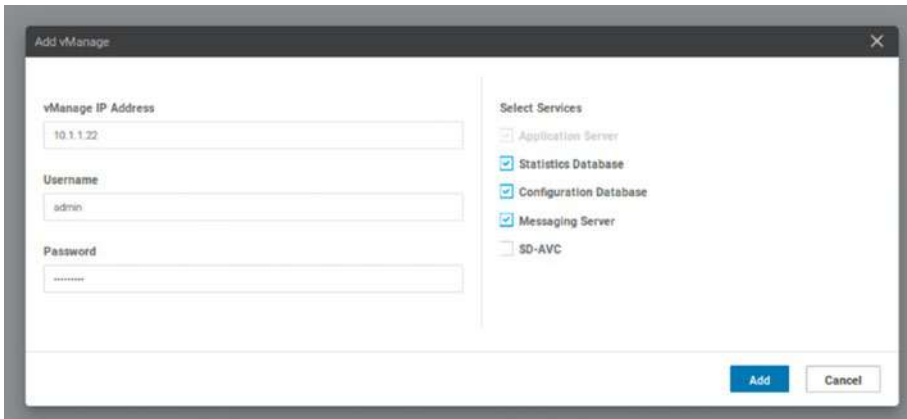 Add vManage
vManage IP Address
10.1.1.22
Username
admin
Password
Select Services
Application Server
Statistics Database
Configuration Database
Messaging Server
SD-AVC
Add
Cancel